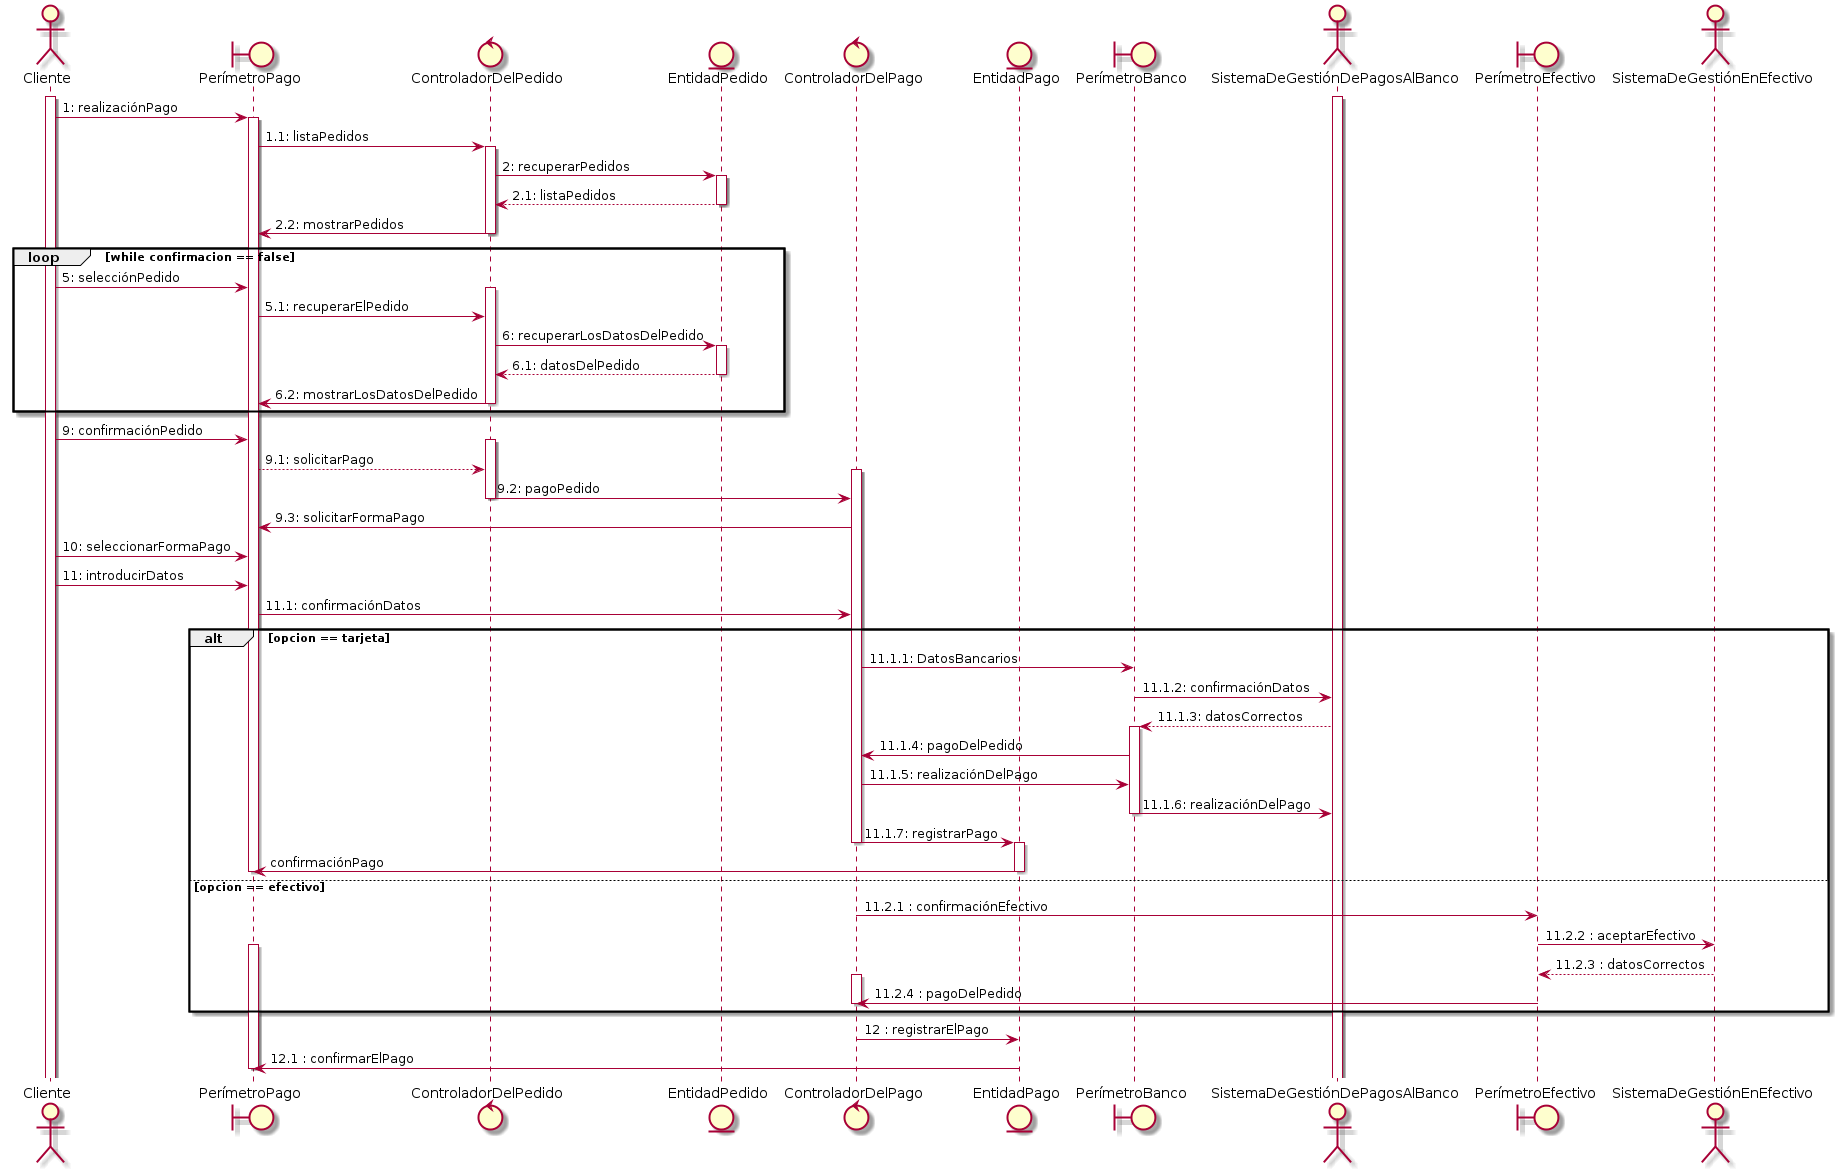 Cliente PerímetroPago ControladorDelPedido EntidadPedido ControladorDelPago EntidadPago PerímetroBanco SistemaDeGestiónDePagosAlBanco PerímetroEfectivo SistemaDeGestiónEnEfectivo
1: realizaciónPago
1.1: listaPedidos
2: recuperarPedidos
2.1: listaPedidos
2.2: mostrarPedidos
loop [while confirmacion == false]
5: selecciónPedido
5.1: recuperarElPedido
6: recuperarLosDatosDelPedido
6.1: datosDelPedido
6.2: mostrarLosDatosDelPedido
9: confirmaciónPedido
9.1: solicitarPago
9.2: pagoPedido
9.3: solicitarFormaPago
10: seleccionarFormaPago
11: introducirDatos
11.1: confirmaciónDatos
alt [opcion == tarjeta]
11.1.1: DatosBancarios
11.1.2: confirmaciónDatos
11.1.3: datosCorrectos
11.1.4: pagoDelPedido
11.1.5: realizaciónDelPago
11.1.6: realizaciónDelPago
11.1.7: registrarPago
confirmaciónPago
[opcion == efectivo]
11.2.1 : confirmaciónEfectivo
11.2.2 : aceptarEfectivo
11.2.3 : datosCorrectos
11.2.4 : pagoDelPedido
12 : registrarElPago
12.1 : confirmarElPago
Cliente PerímetroPago ControladorDelPedido EntidadPedido ControladorDelPago EntidadPago PerímetroBanco SistemaDeGestiónDePagosAlBanco PerímetroEfectivo SistemaDeGestiónEnEfectivo